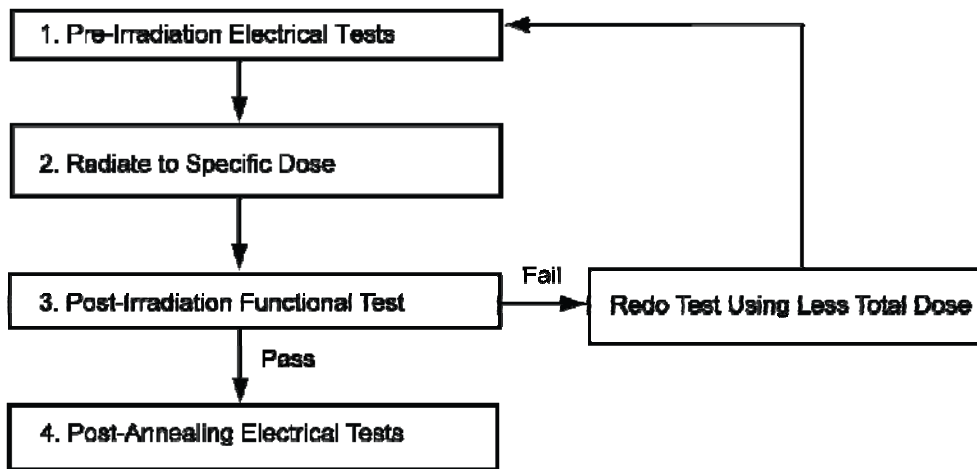 1. Pre-Irradiation Electrical Tests
2. Radiate to Specific Dose
3. Post-Irradiation Functional Test
Fail
Redo Test Using Less Total Dose
Pass
4. Post-Annealing Electrical Tests